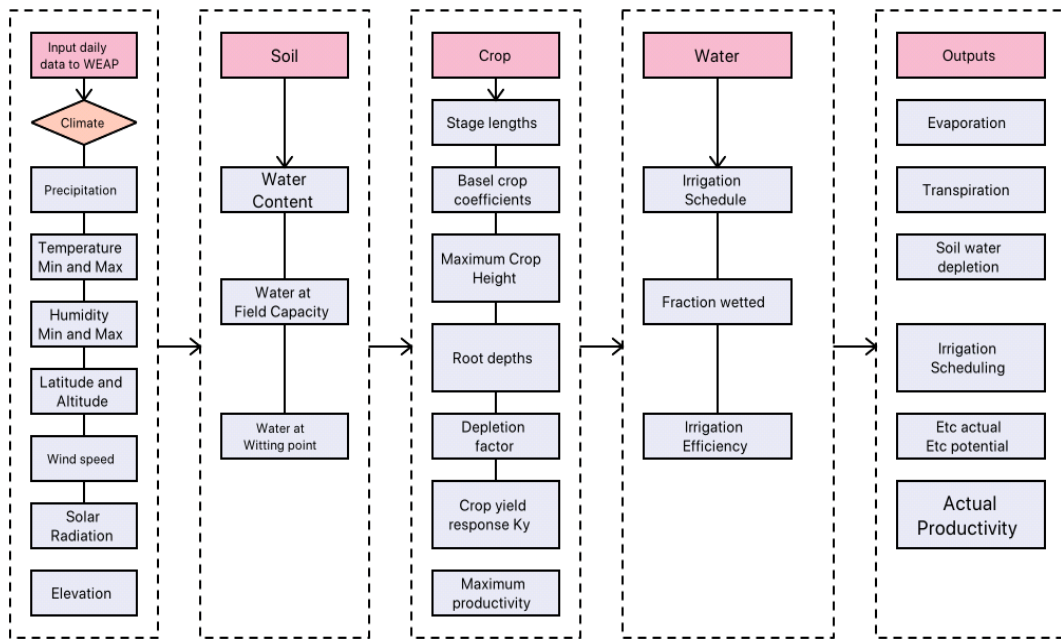 Input daily
data to WEAP
Climate
Precipitation
Temperature
Min and Max
Humidity
Min and Max
Latitude and
Altitude
Wind speed
Solar
Radiation
Elevation
Soil
Water
Content
Water at
Field Capacity
Water at
Witting point
Crop
Stage lengths
Basel crop
coefficients
Maximum Crop
Height
Root depths
Depletion
factor
Crop yield
response Ky
Maximum
productivity
Water
Irrigation
Schedule
Fraction wetted
Irrigation
Efficiency
Outputs
Evaporation
Transpiration
Soil water
depletion
Irrigation
Scheduling
Etc actual
Etc potential
Actual
Productivity